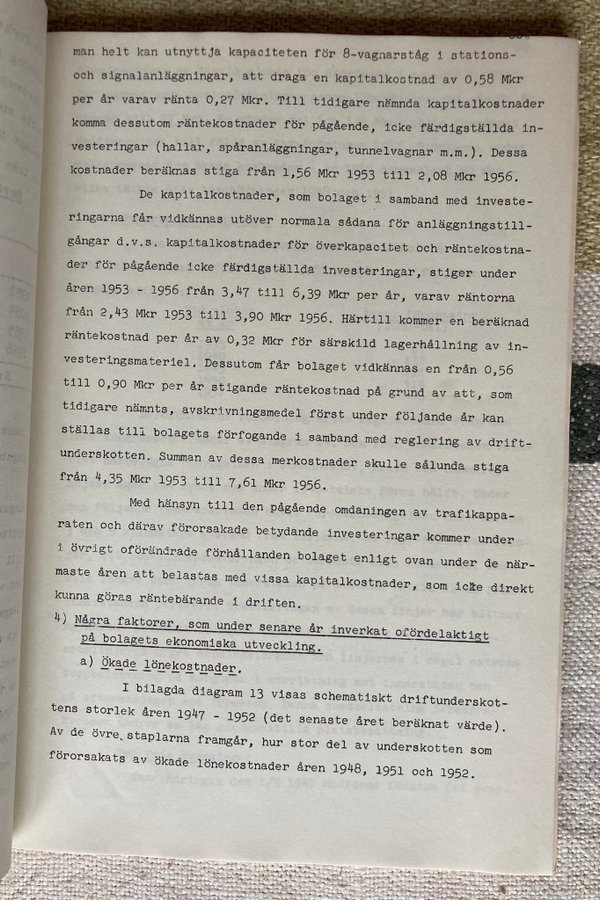 man helt kan utnyttja kapaciteten för 8-vagnarståg i stations-
och signalanläggningar, att draga en kapitalkostnad av 0,58 Mkr
per år varav ränta 0,27 Mkr. Till tidigare nämnda kapitalkostnader
komma dessutom räntekostnader för pågående, icke färdigställda in-
vesteringar (hallar, spåranläggningar, tunnelvagnar m.m.). Dessa
kostnader beräknas stiga från 1,56 Mkr 1953 till 2,08 Mkr 1956.
De kapitalkostnader, som bolaget i samband med investe-
ringarna får vidkännas utöver normala sådana för anläggningstill-
gångar d.v.s. kapitalkostnader för överkapacitet och räntekostna-
der för pågående icke färdigställda investeringar, stiger under
åren 1953 - 1956 från 3,47 till 6,39 Mkr per år, varav räntorna
från 2,43 Mkr 1953 till 3,90 Mkr 1956. Härtill kommer en beräknad
räntekostnad per år av 0,32 Mkr för särskild lagerhållning av in-
vesteringsmateriel. Dessutom får bolaget vidkännas en från 0,56
till 0,90 Mkr per år stigande räntekostnad på grund av att, som
tidigare nämnts, avskrivningsmedel först under följande år kan
ställas till bolagets förfogande i samband med reglering av drift-
underskotten. Summan av dessa merkostnader skulle sålunda stiga
från 4,35 Mkr 1953 till 7,61 Mkr 1956.
Med hänsyn till den pågående omdaningen av trafikappa-
raten och därav förorsakade betydande investeringar kommer under
i övrigt oförändrade förhållanden bolaget enligt ovan under de när-
maste åren att belastas med vissa kapitalkostnader, som icke direkt
kunna göras räntebärande i driften.
4) Några faktorer, som under senare år inverkat ofördelaktigt
på bolagets ekonomiska utveckling.
a) Ökade lönekostnader.
I bilagda diagram 13 visas schematiskt driftunderskot-
tens storlek åren 1947 - 1952 (det senaste året beräknat värde).
Av de övre staplarna framgår, hur stor del av underskotten som
förorsakats av ökade lönekostnader åren 1948, 1951 och 1952.